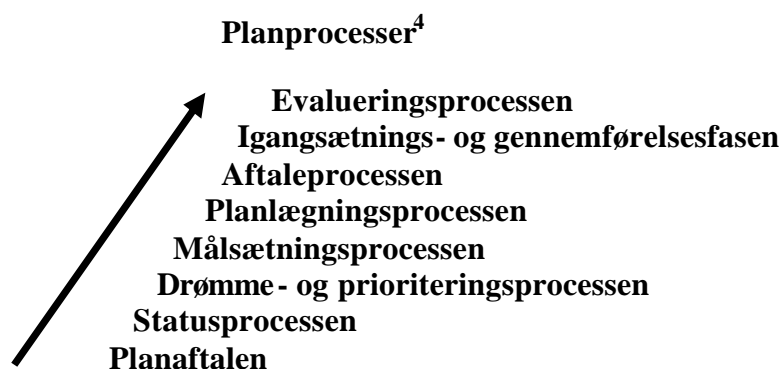 Planprocesser4
Evalueringsprocessen
Igangsætnings- og gennemførelsesfasen
Aftaleprocessen
Planlægningsprocessen
Målsætningsprocessen
Drømme- og prioriteringsprocessen
Statusprocessen
Planaftalen